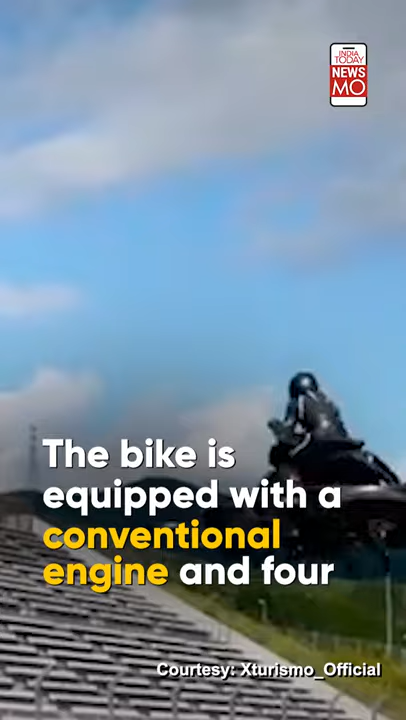 INDIA
TODAY
NEWS
MO
The bike is
equipped with a
conventional
engine and four
Courtesy: Xturismo_Official